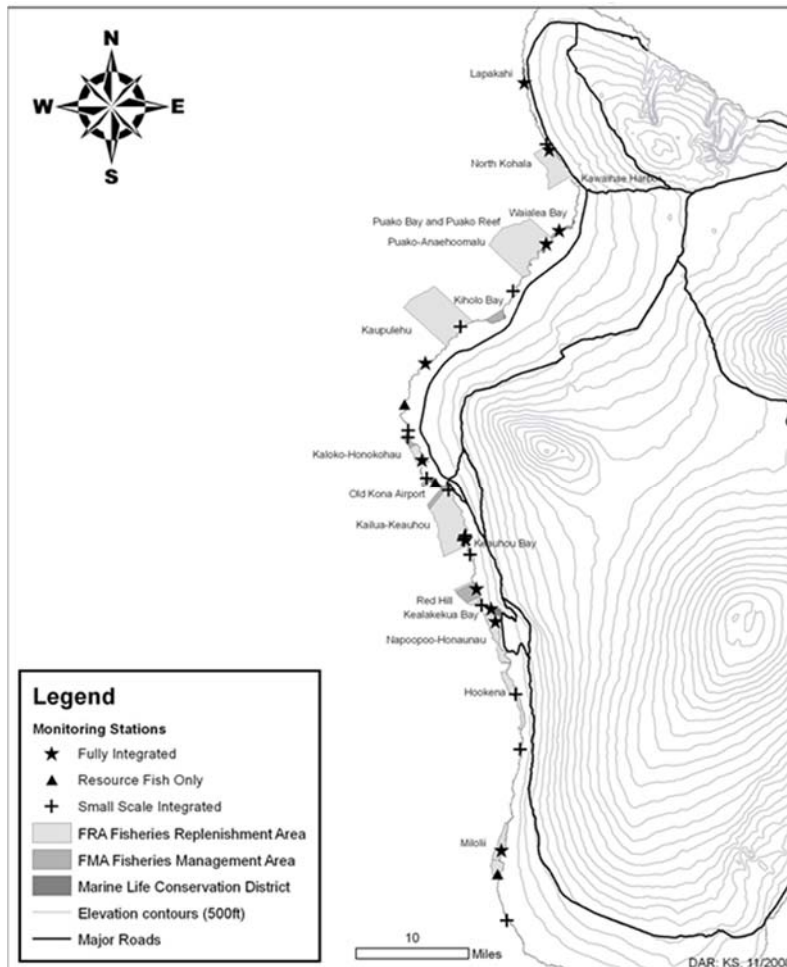 N
W E
S
Lapakahi
North Kohala
Kawaihae Harbor
Waialea Bay
Puako Bay and Puako Reef
Puako-Anaehoomalu
Kiholo Bay
Kaupulehu
Kaloko-Honokohau
Old Kona Airport
Kailua-Keauhou
Keauhou Bay
Red Hill
Kealakekua Bay
Napoopoo-Honaunau
Hookena
Milolii
Legend
Monitoring Stations
Fully Integrated
Resource Fish Only
Small Scale Integrated
FRA Fisheries Replenishment Area
FMA Fisheries Management Area
Marine Life Conservation District
Elevation contours (500ft)
Major Roads
10
Miles
DAR: KS, 11/2008